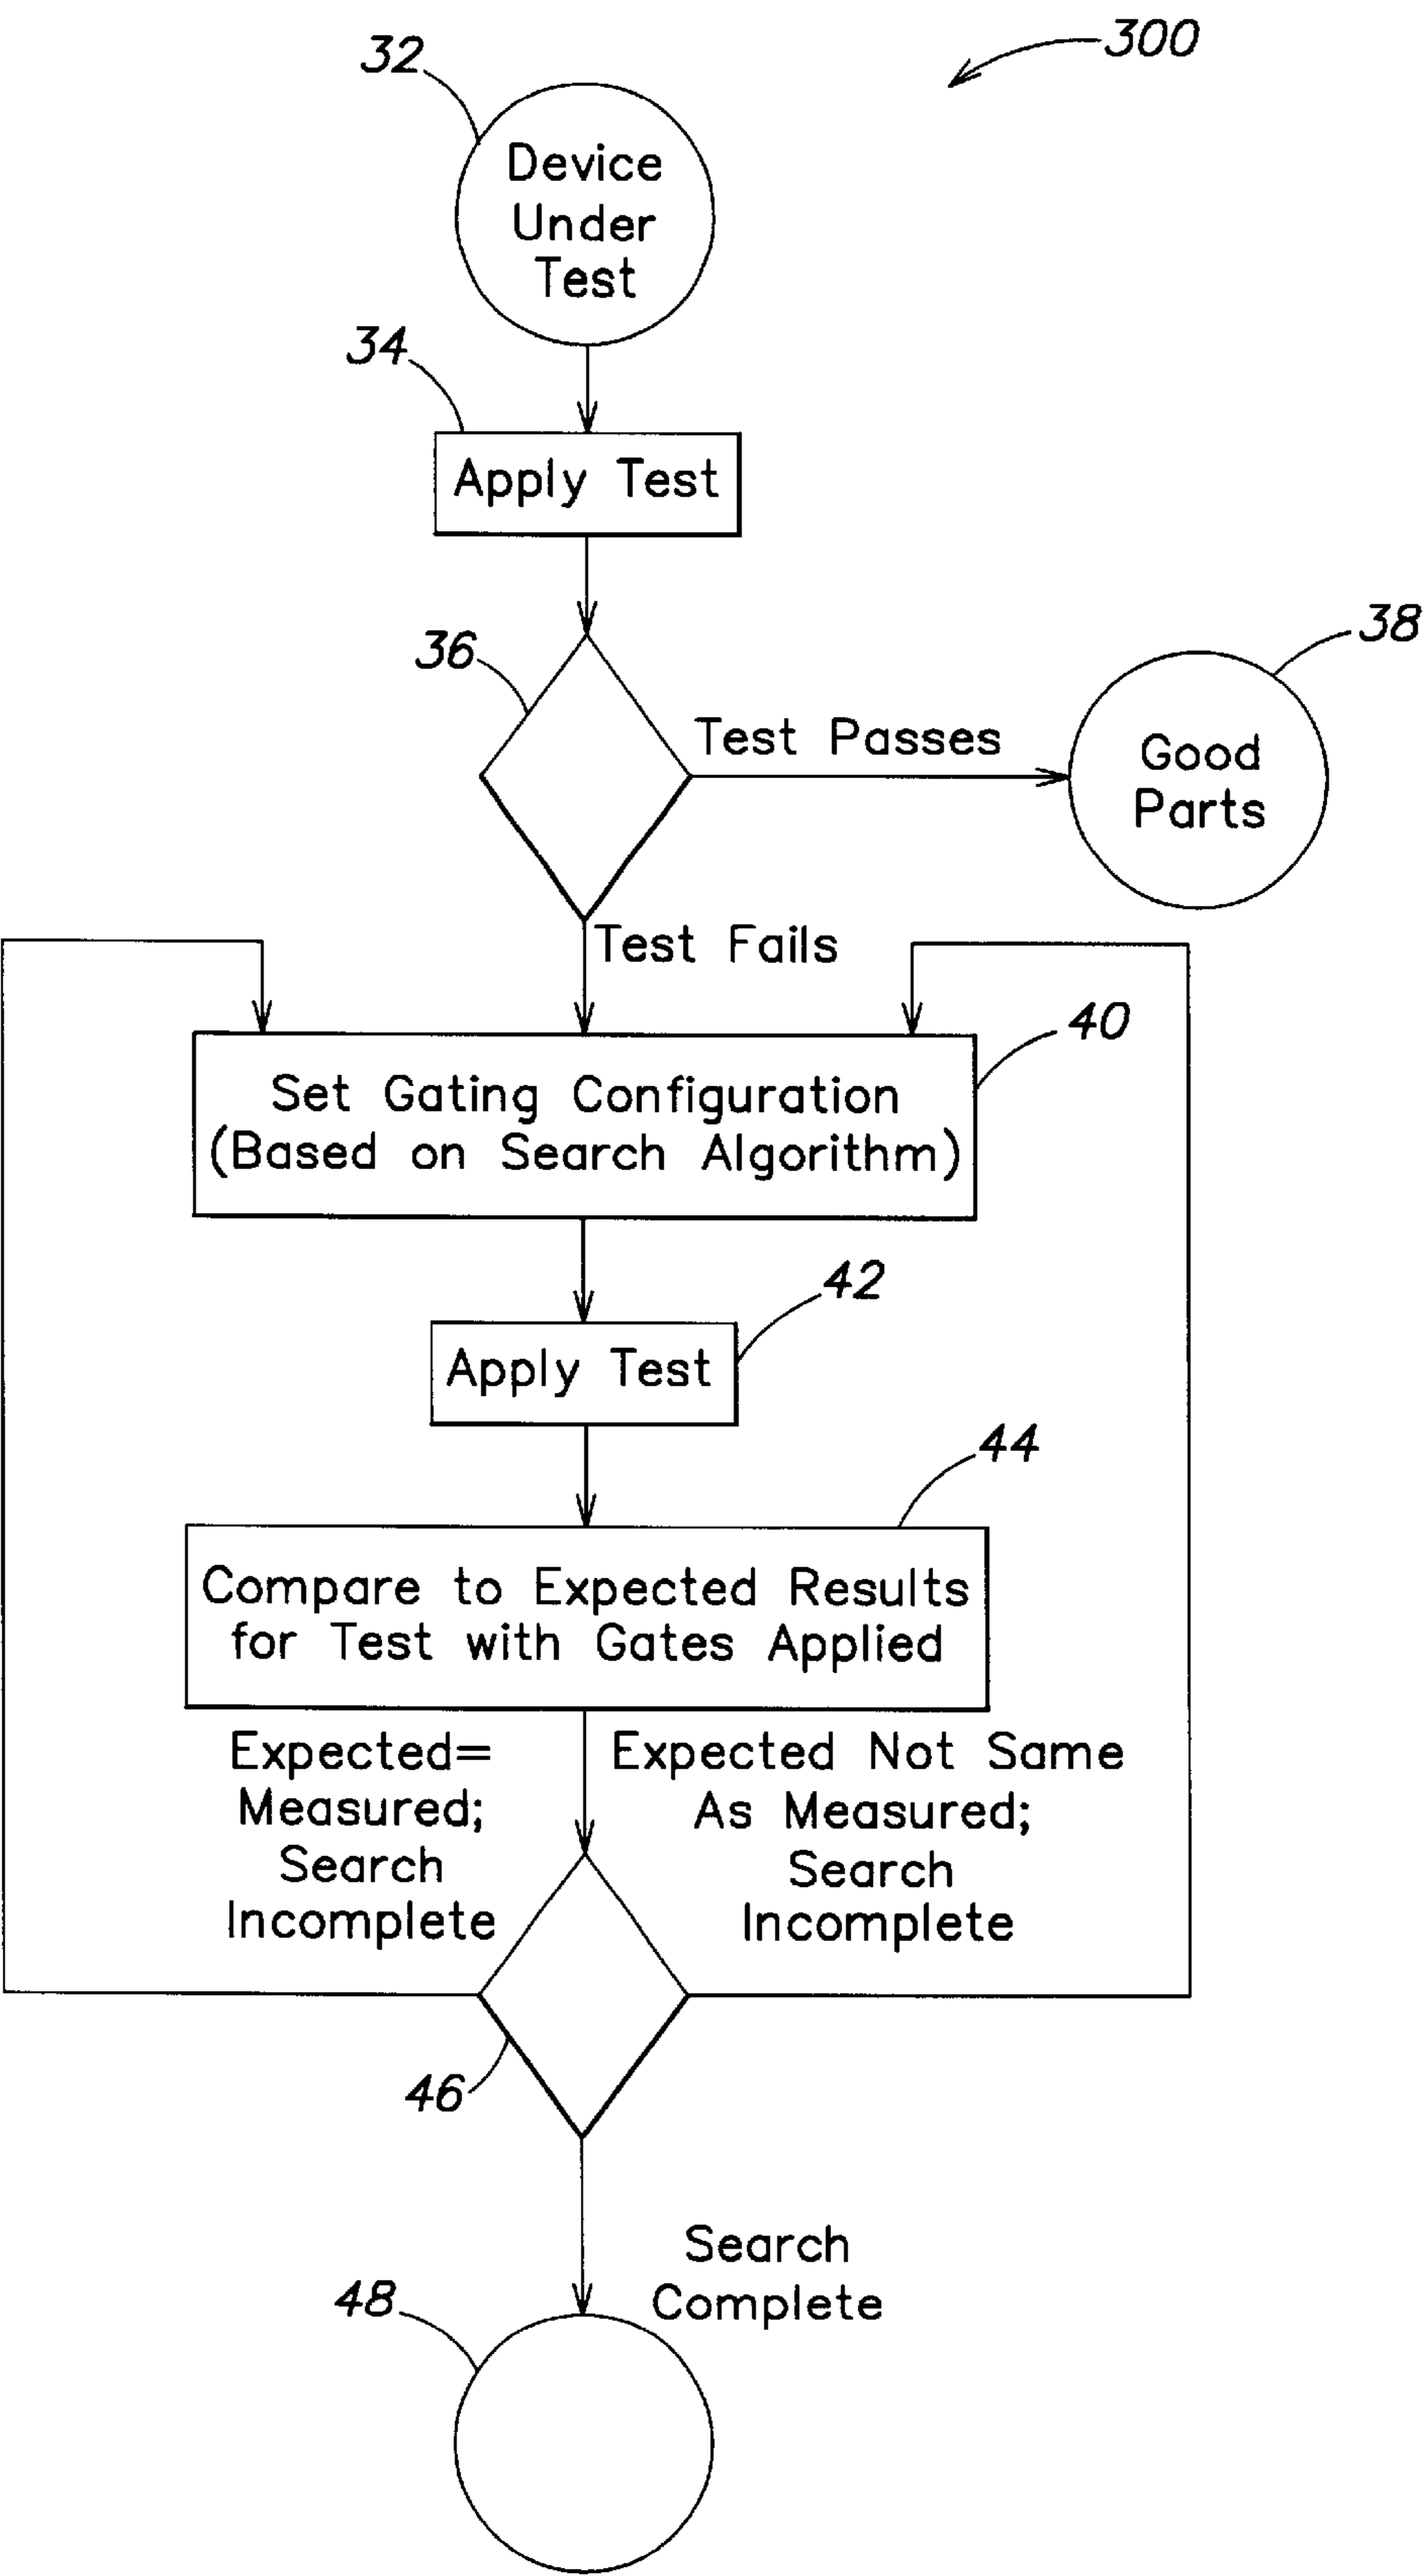 300
32
Device
Under
Test
34
Apply Test
36
Test Passes
38
Good
Parts
Test Fails
40
Set Gating Configuration
(Based on Search Algorithm)
42
Apply Test
44
Compare to Expected Results
for Test with Gates Applied
Expected=
Measured;
Search
Incomplete
Expected Not Same
As Measured;
Search
Incomplete
46
Search
Complete
48